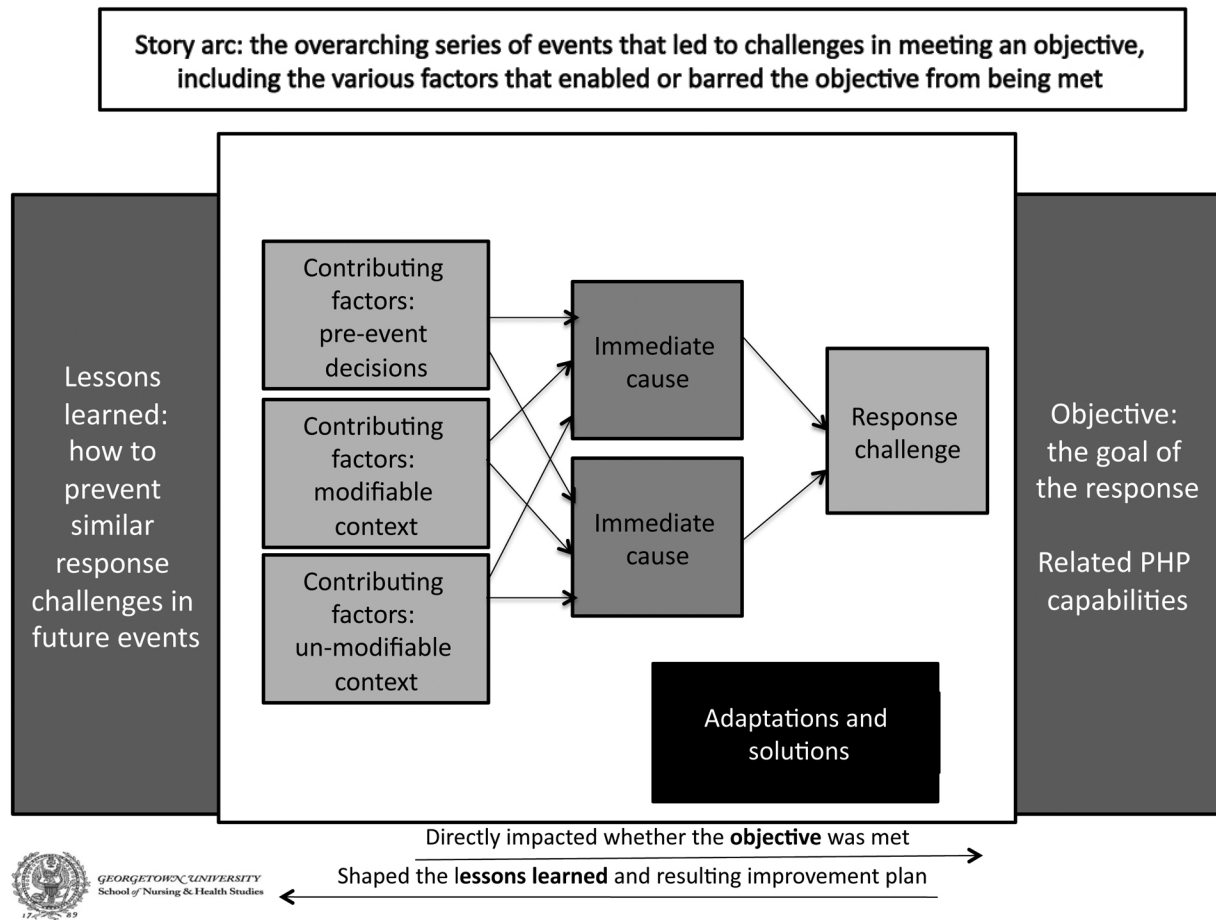 Story arc: the overarching series of events that led to challenges in meeting an objective,
including the various factors that enabled or barred the objective from being met
Lessons
learned:
how to
prevent
similar
response
challenges in
future events
Contributing
factors:
pre-event
decisions
Contributing
factors:
modifiable
context
Contributing
factors:
un-modifiable
context
Immediate
cause
Immediate
cause
Response
challenge
Adaptations and
solutions
Objective:
the goal of
the response
Related PHP
capabilities
Directly impacted whether the objective was met
Shaped the lessons learned and resulting improvement plan
GEORGETOWN UNIVERSITY
School of Nursing & Health Studies
17 89